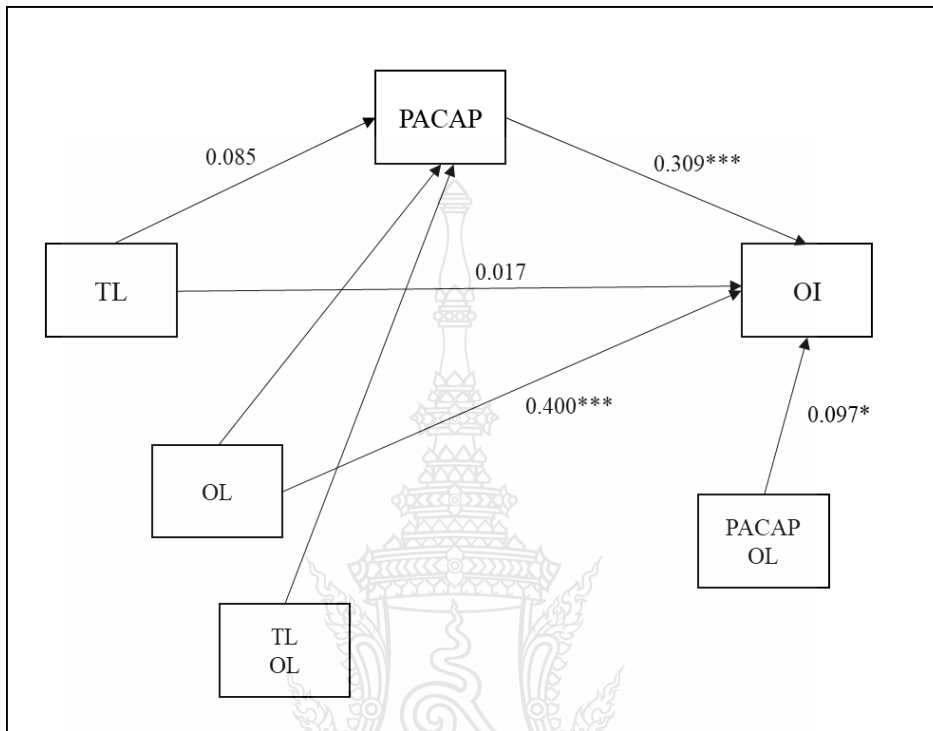 PACAP
0.085
0.309***
TL
0.017
OI
0.400***
0.097*
OL
PACAP
OL
TL
OL